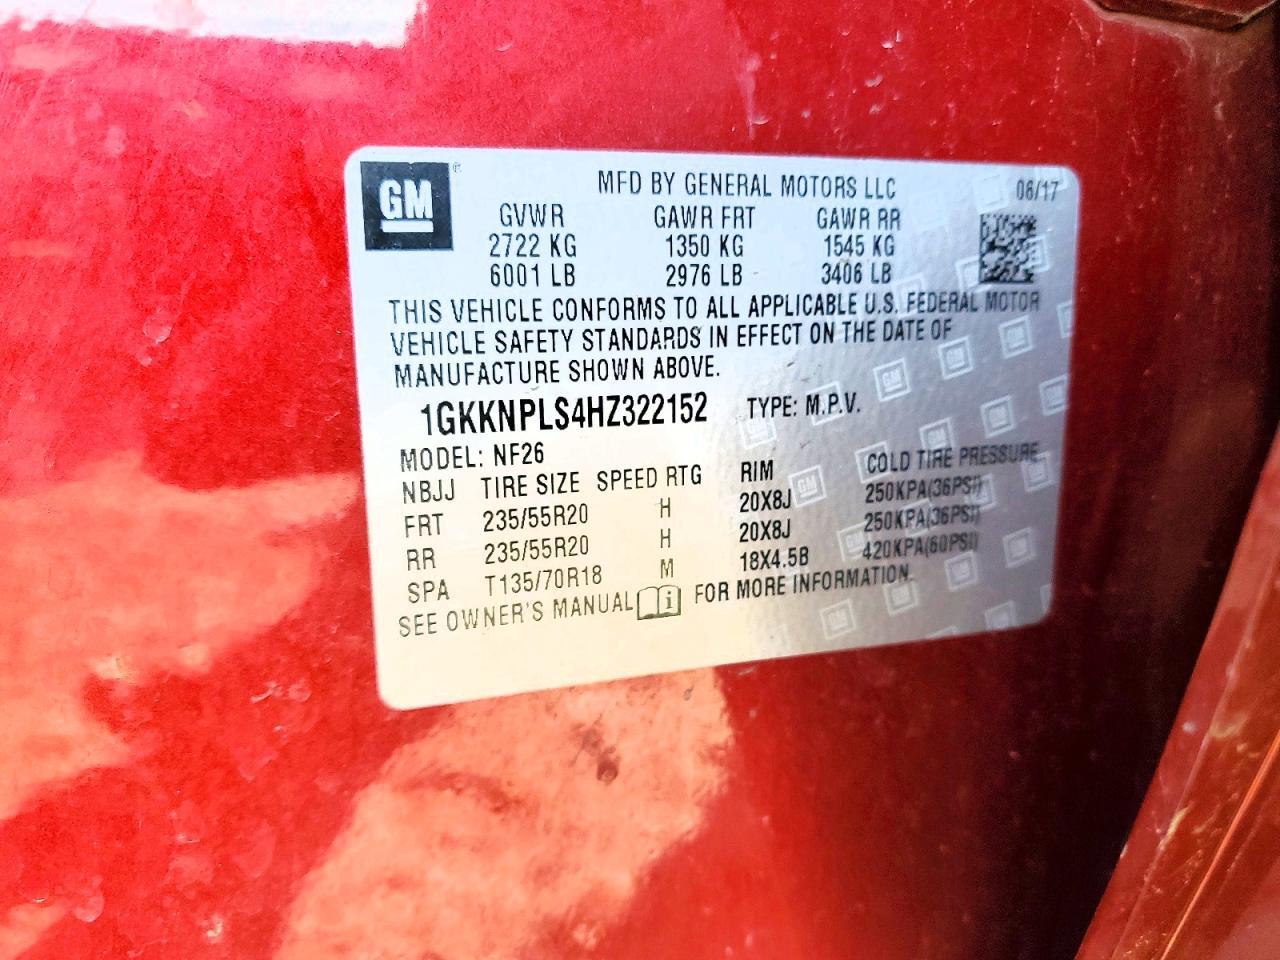 GM ®
MFD BY GENERAL MOTORS LLC 06/17
GVWR GAWR FRT GAWR RR
2722 KG 1350 KG 1545 KG
6001 LB 2976 LB 3406 LB
THIS VEHICLE CONFORMS TO ALL APPLICABLE U.S. FEDERAL MOTOR
VEHICLE SAFETY STANDARDS IN EFFECT ON THE DATE OF
MANUFACTURE SHOWN ABOVE.
1GKKNPLS4HZ322152 TYPE: M.P.V.
MODEL: NF26
NBJJ TIRE SIZE SPEED RTG RIM COLD TIRE PRESSURE
FRT 235/55R20 H 20X8J 250KPA(36PSI)
RR 235/55R20 H 20X8J 250KPA(36PSI)
SPA T135/70R18 M 18X4.5B 420KPA(60PSI)
SEE OWNER'S MANUAL FOR MORE INFORMATION.